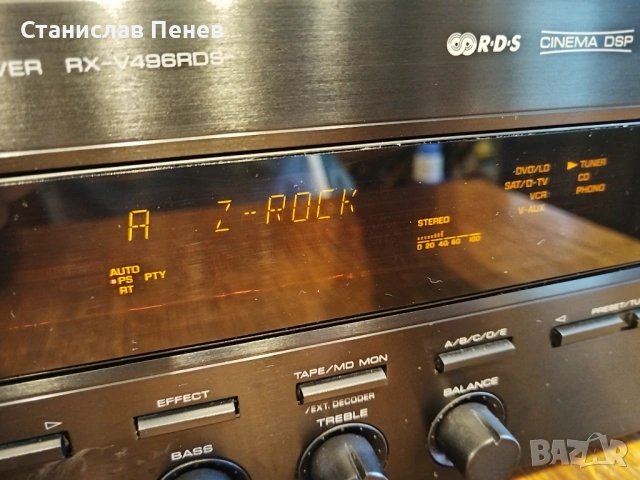 Станислав Пенев
VER RX-V496RDS
R·D·S
CINEMA DSP
DVD/LD
TUNER
SAT/D-TV
CD
VCR
PHONO
V-AUX
A Z-ROCK
STEREO
0 20 40 60 100
AUTO
PS PTY
RT
PRESET/TU
A/B/C/D/E
TAPE/MD MON
/EXT. DECODER
EFFECT
BALANCE
TREBLE
BASS
BAZAR